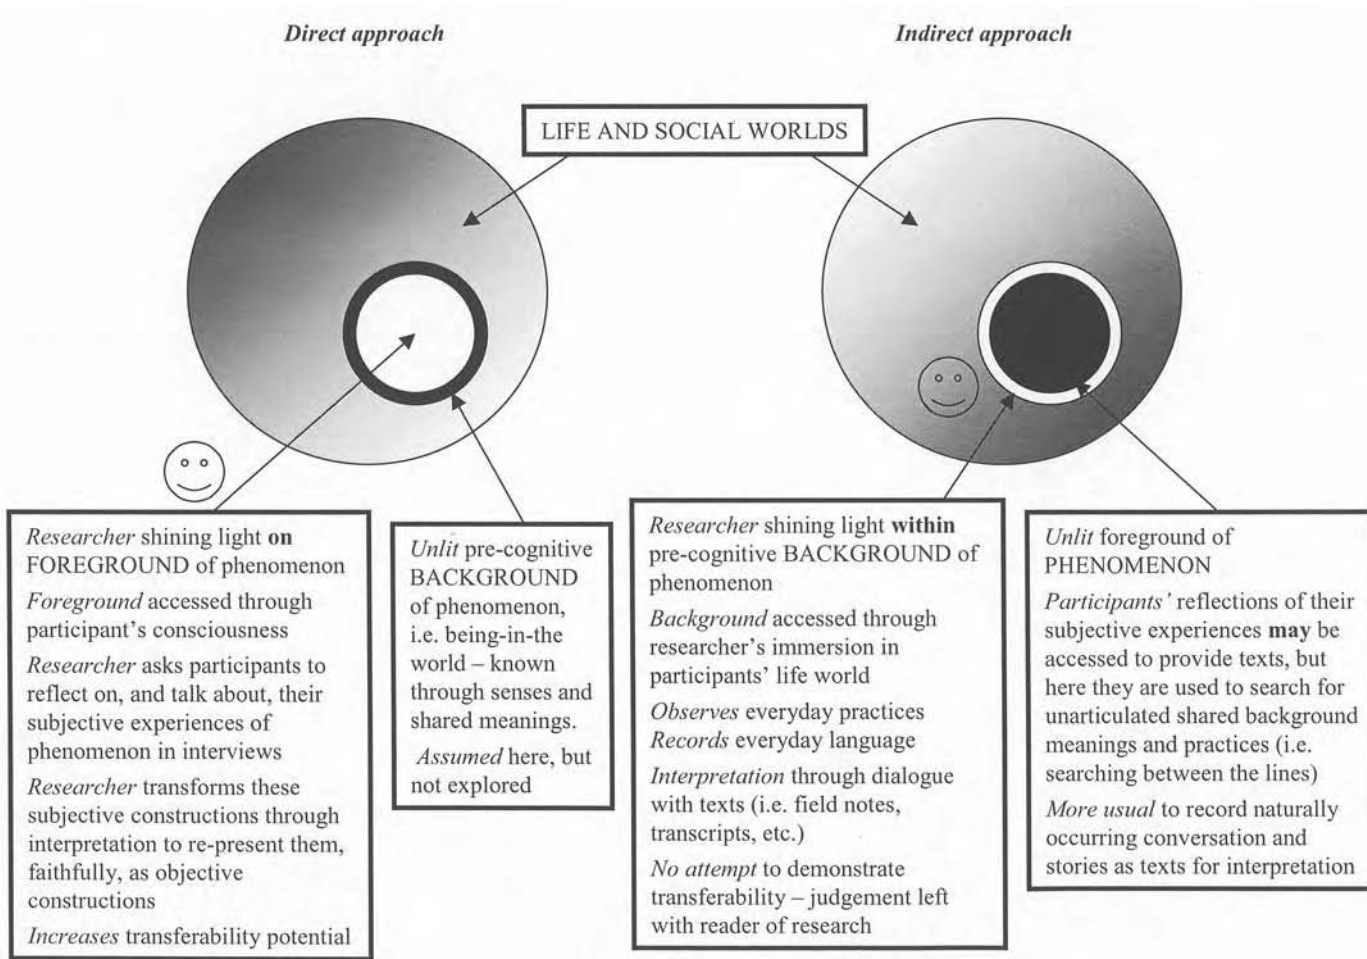 Direct approach
Indirect approach
LIFE AND SOCIAL WORLDS
Researcher shining light on
FOREGROUND of phenomenon
Foreground accessed through
participant's consciousness
Researcher asks participants to
reflect on, and talk about, their
subjective experiences of
phenomenon in interviews
Researcher transforms these
subjective constructions through
interpretation to re-present them,
faithfully, as objective
constructions
Increases transferability potential
Unlit pre-cognitive
BACKGROUND
of phenomenon,
i.e. being-in-the
world – known
through senses and
shared meanings.
Assumed here, but
not explored
Researcher shining light within
pre-cognitive BACKGROUND of
phenomenon
Background accessed through
researcher's immersion in
participants' life world
Observes everyday practices
Records everyday language
Interpretation through dialogue
with texts (i.e. field notes,
transcripts, etc.)
No attempt to demonstrate
transferability – judgement left
with reader of research
Unlit foreground of
PHENOMENON
Participants' reflections of their
subjective experiences may be
accessed to provide texts, but
here they are used to search for
unarticulated shared background
meanings and practices (i.e.
searching between the lines)
More usual to record naturally
occurring conversation and
stories as texts for interpretation